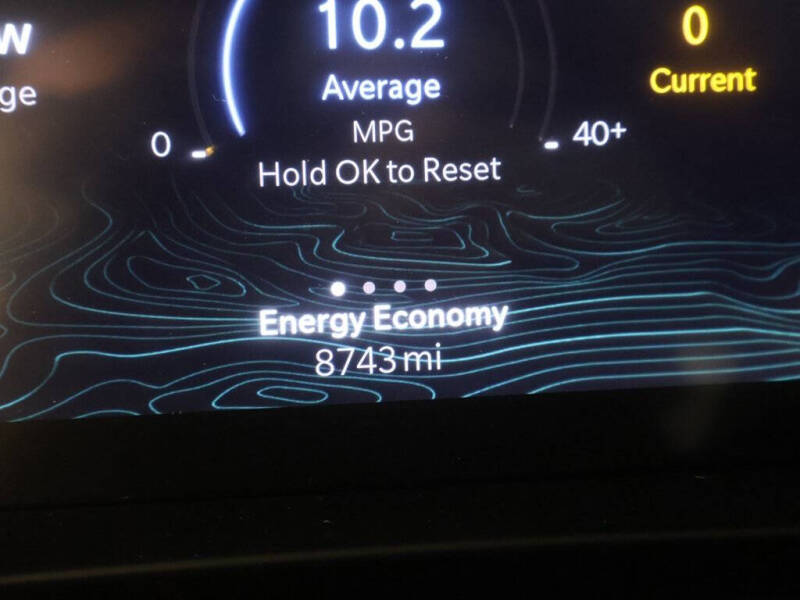 10.2
0
Average
Current
MPG
0
40+
Hold OK to Reset
Energy Economy
8743 mi